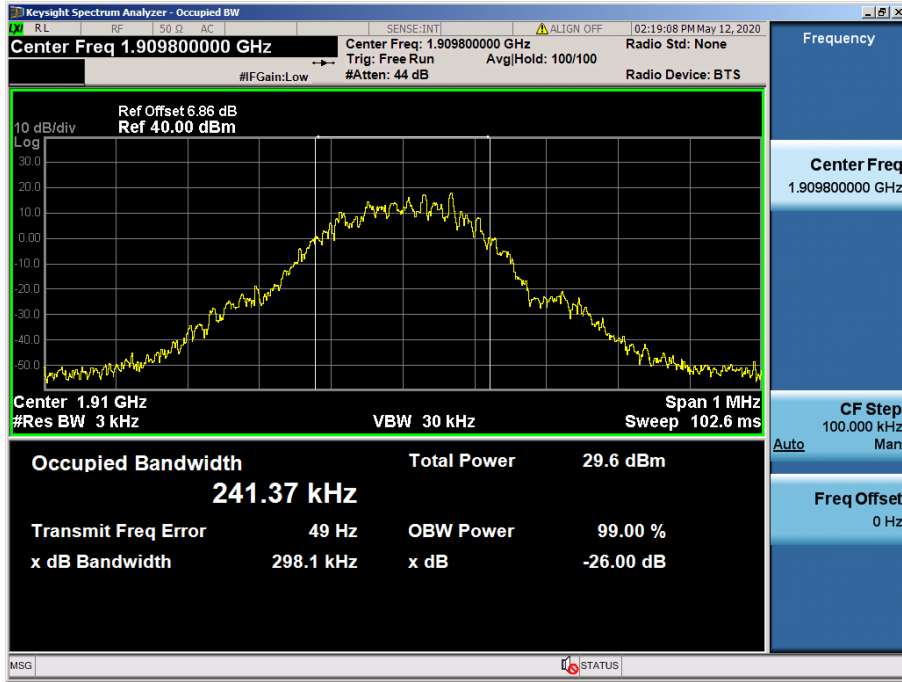 Keysight Spectrum Analyzer - Occupied BW
LXI RL RF 50 Ω AC SENSE:INT ALIGN OFF 02:19:08 PM May 12, 2020
Center Freq 1.909800000 GHz
Center Freq: 1.909800000 GHz
Radio Std: None
Trig: Free Run Avg|Hold: 100/100
#IFGain:Low #Atten: 44 dB Radio Device: BTS
Ref Offset 6.86 dB
10 dB/div Ref 40.00 dBm
Log
30.0
20.0
10.0
0.00
-10.0
-20.0
-30.0
-40.0
-50.0
Center 1.91 GHz Span 1 MHz
#Res BW 3 kHz VBW 30 kHz Sweep 102.6 ms
Occupied Bandwidth Total Power 29.6 dBm
241.37 kHz
Transmit Freq Error 49 Hz OBW Power 99.00 %
x dB Bandwidth 298.1 kHz x dB -26.00 dB
MSG STATUS
Frequency
Center Freq
1.909800000 GHz
CF Step
100.000 kHz
Auto Man
Freq Offset
0 Hz